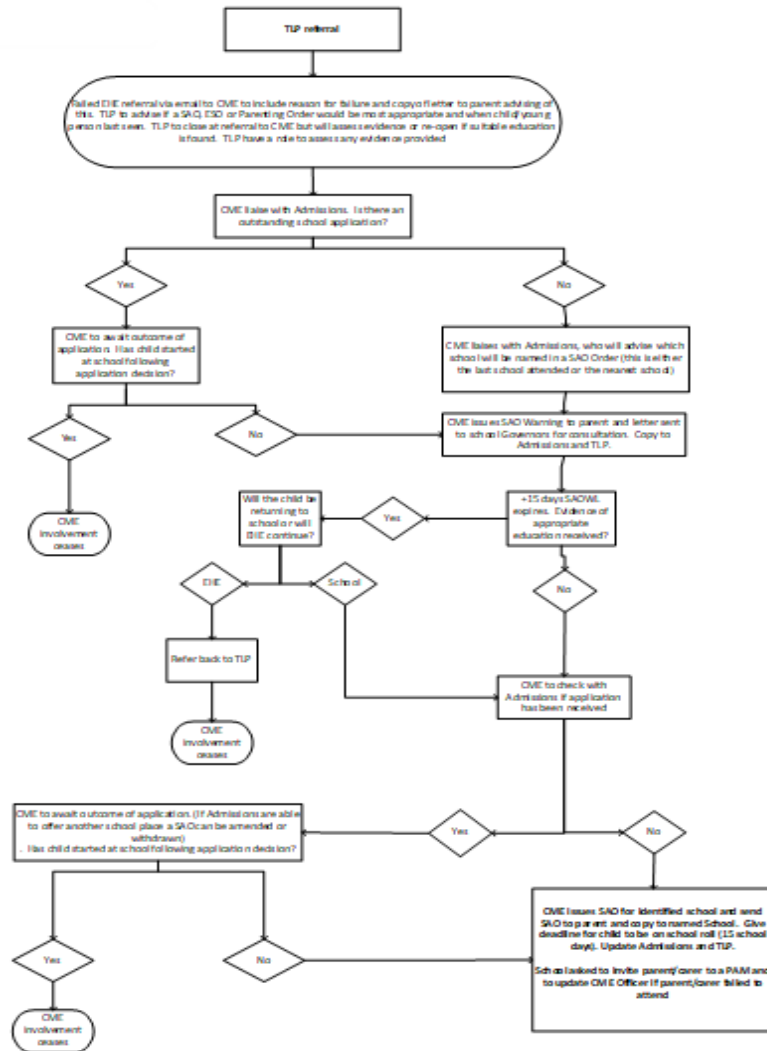 TLP referral
Failed EHE referral via email to CME to include reason for failure and copy of letter to parent advising of
this. TLP to advise if a SAO, ESO or Parenting Order would be most appropriate and when child/young
person last seen. TLP to close at referral to CME but will assess evidence or re-open if suitable education
is found. TLP have a role to assess any evidence provided
CME liaise with Admissions. Is there an
outstanding school application?
Yes
No
CME to await outcome of
application. Has child started
at school following
application decision?
CME liaises with Admissions, who will advise which
school will be named in a SAO Order (this is either
the last school attended or the nearest school)
Yes
No
CME issues SAO Warning to parent and letter sent
to school Governors for consultation. Copy to
Admissions and TLP.
CME
involvement
ceases
Will the child be
returning to
school or will
EHE continue?
Yes
+15 days SAOWL
expires. Evidence of
appropriate
education received?
EHE
School
No
Refer back to TLP
CME to check with
Admissions if application
has been received
CME
involvement
ceases
CME to await outcome of application. (If Admissions are able
to offer another school place a SAO can be amended or
withdrawn)
. Has child started at school following application decision?
Yes
No
CME issues SAO for identified school and send
SAO to parent and copy to named School. Give
deadline for child to be on school roll (15 school
days). Update Admissions and TLP.
School asked to invite parent/carer to a PAM and
to update CME Officer if parent/carer failed to
attend
Yes
No
CME
involvement
ceases